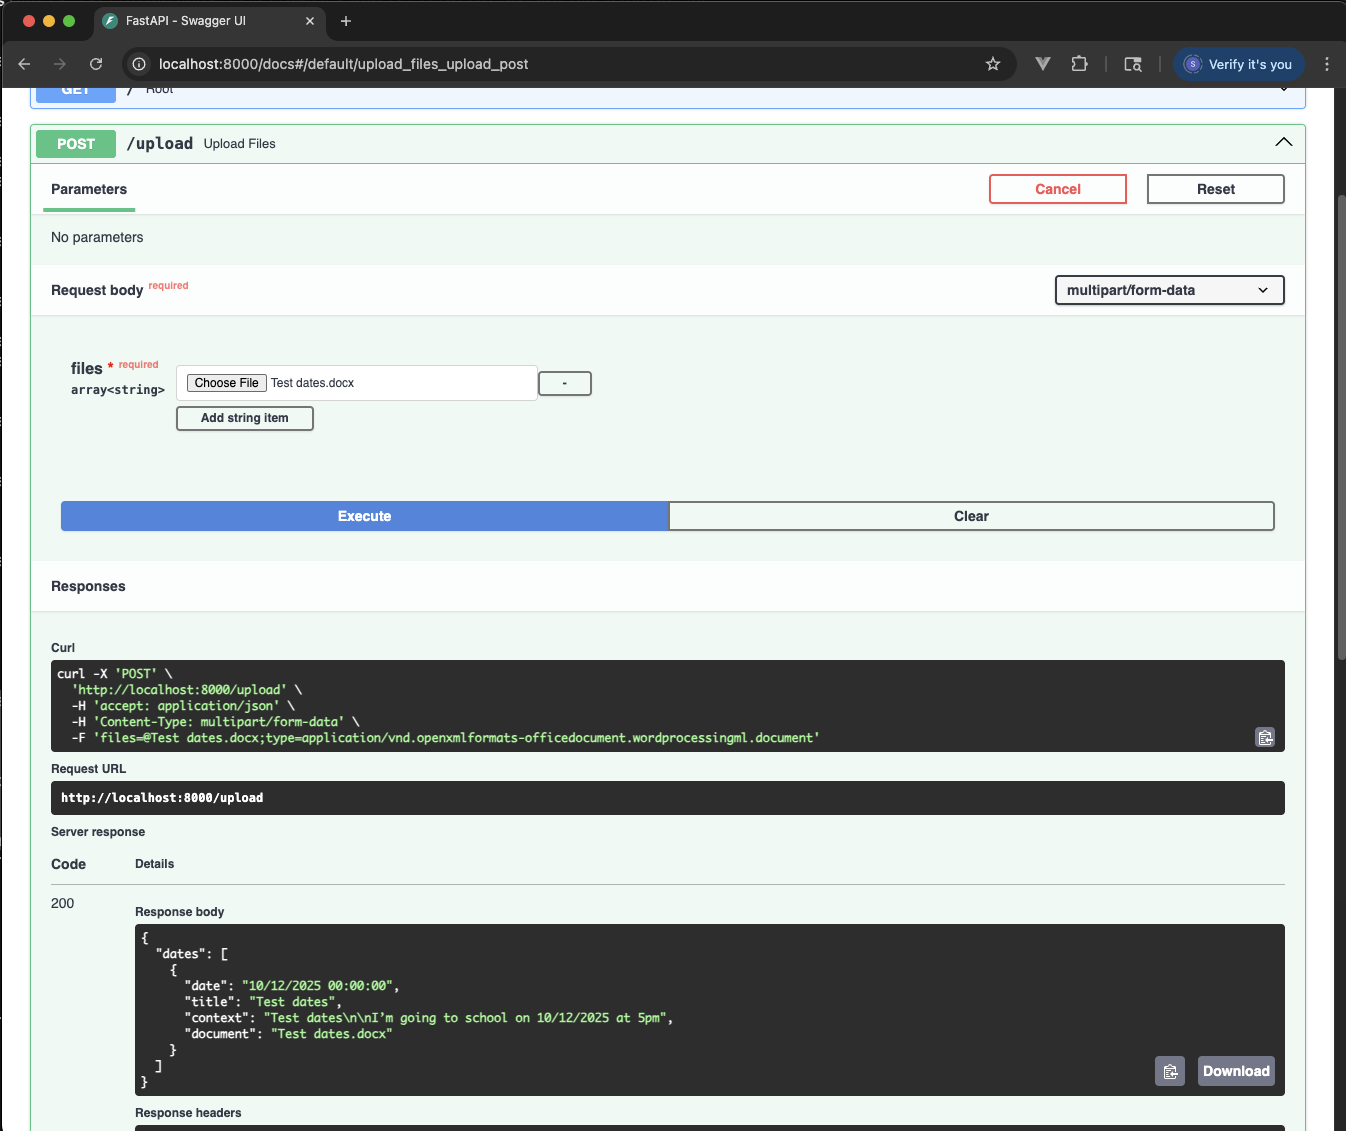 FastAPI - Swagger UI
localhost:8000/docs#/default/upload_files_upload_post
S Verify it's you
GET / Root
POST /upload Upload Files
Parameters
Cancel
Reset
No parameters
Request body required
multipart/form-data
files * required
array<string>
Choose File Test dates.docx
-
Add string item
Execute
Clear
Responses
Curl
curl -X 'POST' \
'http://localhost:8000/upload' \
-H 'accept: application/json' \
-H 'Content-Type: multipart/form-data' \
-F 'files=@Test dates.docx;type=application/vnd.openxmlformats-officedocument.wordprocessingml.document'
Request URL
http://localhost:8000/upload
Server response
Code Details
200
Response body
{
"dates": [
{
"date": "10/12/2025 00:00:00",
"title": "Test dates",
"context": "Test dates\n\nI’m going to school on 10/12/2025 at 5pm",
"document": "Test dates.docx"
}
]
}
Download
Response headers